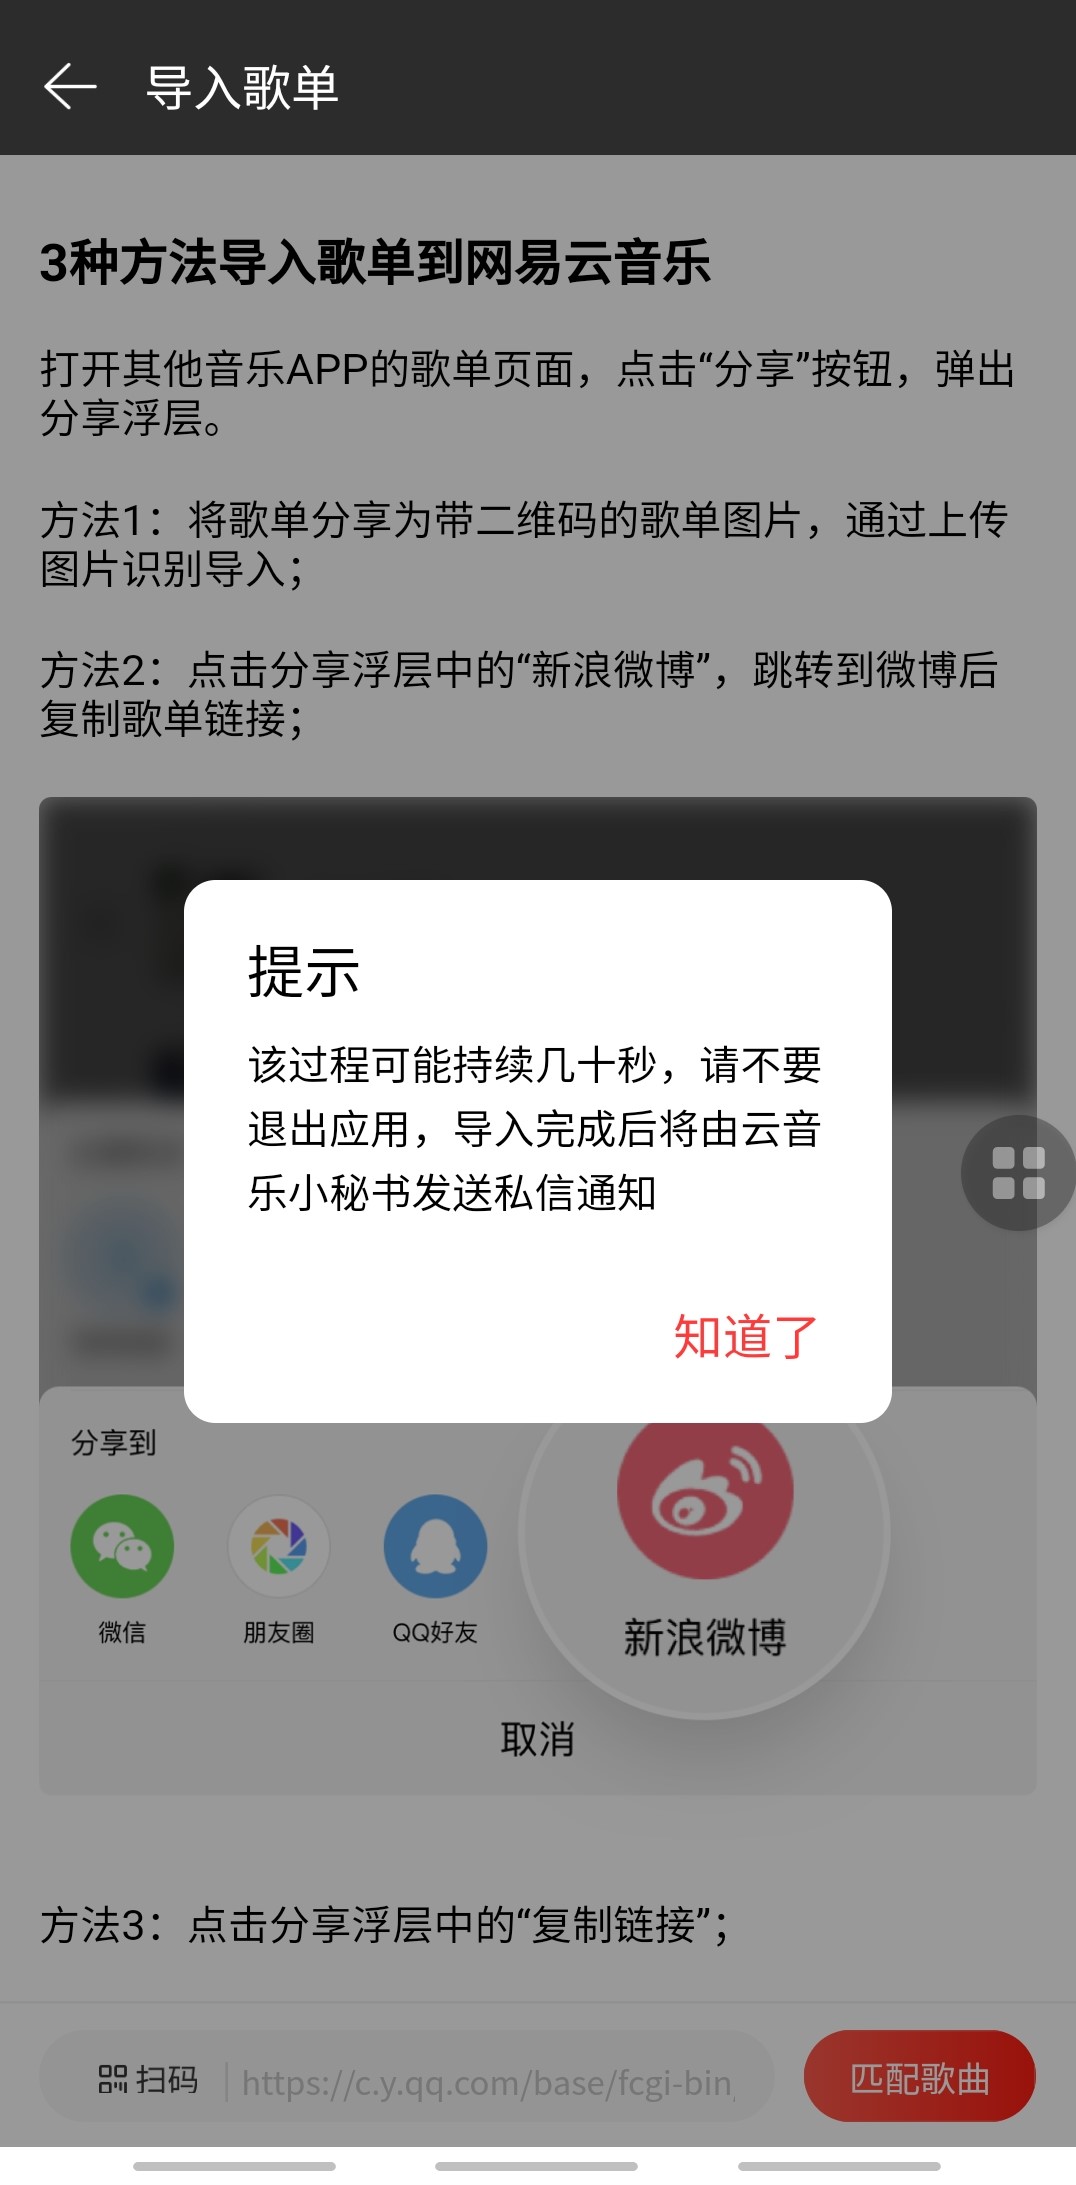 导入歌单
3种方法导入歌单到网易云音乐
打开其他音乐APP的歌单页面，点击“分享”按钮，弹出
分享浮层。
方法1：将歌单分享为带二维码的歌单图片，通过上传
图片识别导入；
方法2：点击分享浮层中的“新浪微博”，跳转到微博后
复制歌单链接；
提示
该过程可能持续几十秒，请不要
退出应用，导入完成后将由云音
乐小秘书发送私信通知
知道了
分享到
微信
朋友圈
QQ好友
新浪微博
取消
方法3：点击分享浮层中的“复制链接”；
扫码
https://c.y.qq.com/base/fcgi-bin
匹配歌曲